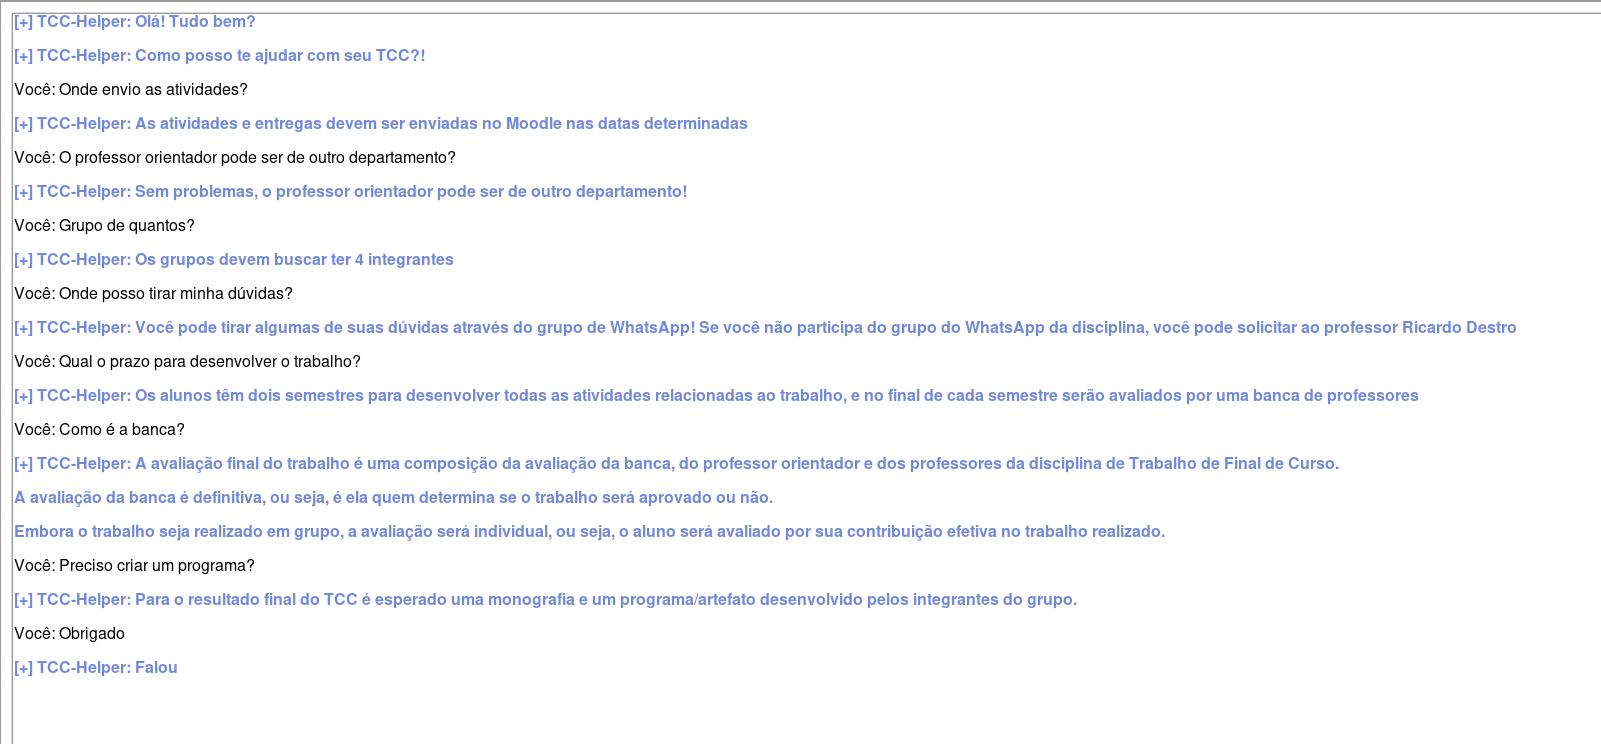 [+] TCC-Helper: Olá! Tudo bem?
[+] TCC-Helper: Como posso te ajudar com seu TCC?!
Você: Onde envio as atividades?
[+] TCC-Helper: As atividades e entregas devem ser enviadas no Moodle nas datas determinadas
Você: O professor orientador pode ser de outro departamento?
[+] TCC-Helper: Sem problemas, o professor orientador pode ser de outro departamento!
Você: Grupo de quantos?
[+] TCC-Helper: Os grupos devem buscar ter 4 integrantes
Você: Onde posso tirar minha dúvidas?
[+] TCC-Helper: Você pode tirar algumas de suas dúvidas através do grupo de WhatsApp! Se você não participa do grupo do WhatsApp da disciplina, você pode solicitar ao professor Ricardo Destro
Você: Qual o prazo para desenvolver o trabalho?
[+] TCC-Helper: Os alunos têm dois semestres para desenvolver todas as atividades relacionadas ao trabalho, e no final de cada semestre serão avaliados por uma banca de professores
Você: Como é a banca?
[+] TCC-Helper: A avaliação final do trabalho é uma composição da avaliação da banca, do professor orientador e dos professores da disciplina de Trabalho de Final de Curso.
A avaliação da banca é definitiva, ou seja, é ela quem determina se o trabalho será aprovado ou não.
Embora o trabalho seja realizado em grupo, a avaliação será individual, ou seja, o aluno será avaliado por sua contribuição efetiva no trabalho realizado.
Você: Preciso criar um programa?
[+] TCC-Helper: Para o resultado final do TCC é esperado uma monografia e um programa/artefato desenvolvido pelos integrantes do grupo.
Você: Obrigado
[+] TCC-Helper: Falou